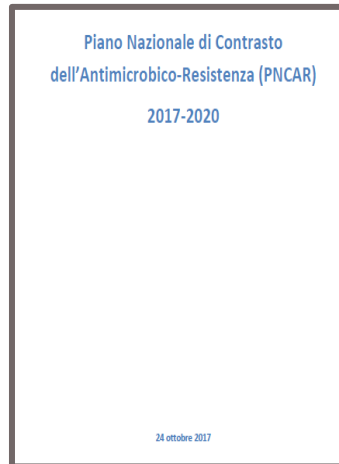 Piano Nazionale di Contrasto
dell'Antimicrobico-Resistenza (PNCAR)
2017-2020
24 ottobre 2017